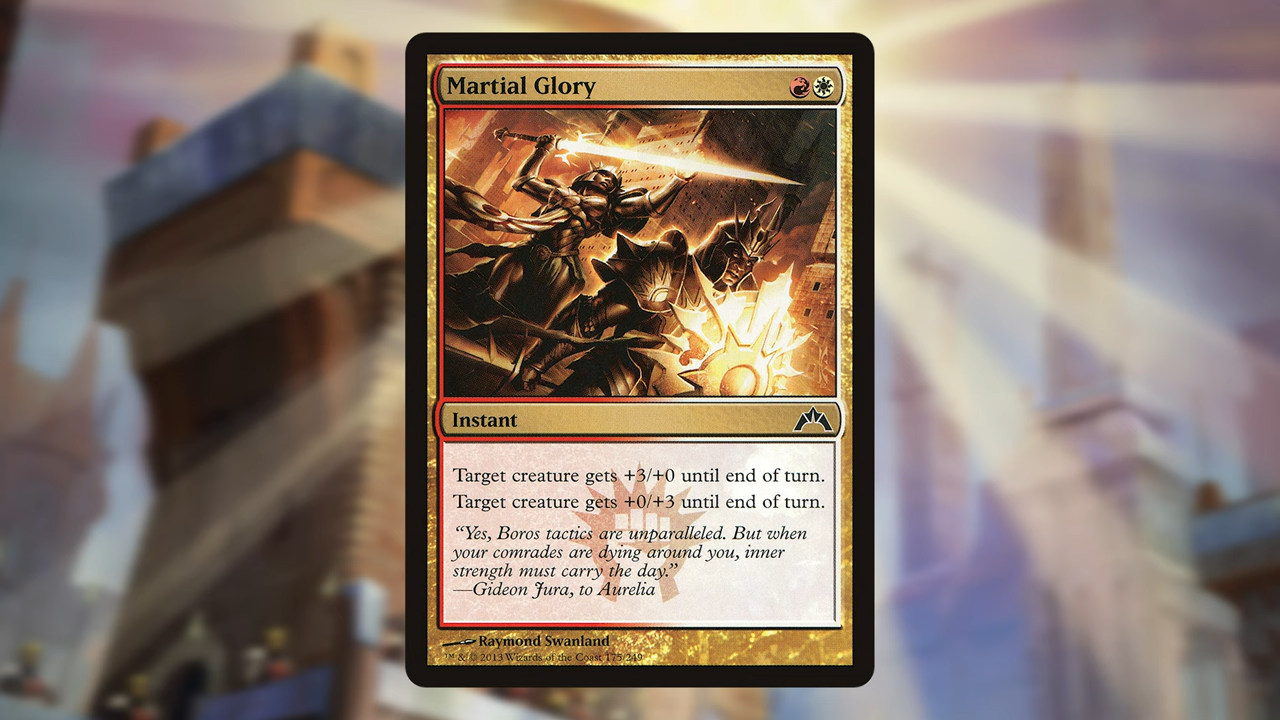 Martial Glory
Instant
Target creature gets +3/+0 until end of turn.
Target creature gets +0/+3 until end of turn.
“Yes, Boros tactics are unparalleled. But when
your comrades are dying around you, inner
strength must carry the day.”
—Gideon Jura, to Aurelia
Raymond Swanland
™ & © 2013 Wizards of the Coast 175/249